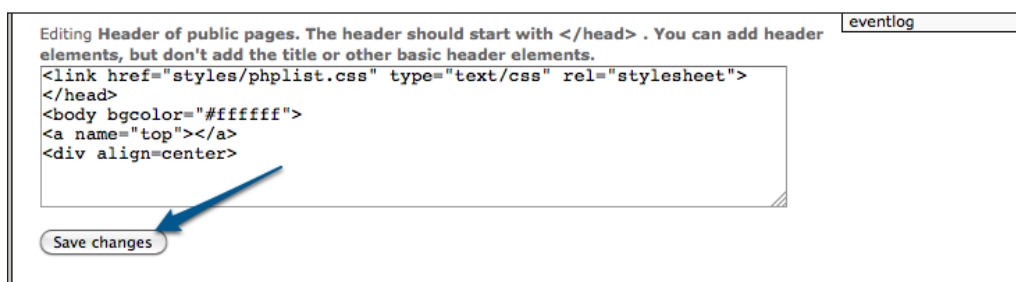 Editing Header of public pages. The header should start with </head> . You can add header
elements, but don't add the title or other basic header elements.
<link href="styles/phplist.css" type="text/css" rel="stylesheet">
</head>
<body bgcolor="#ffffff">
<a name="top"></a>
<div align=center>
Save changes
eventlog